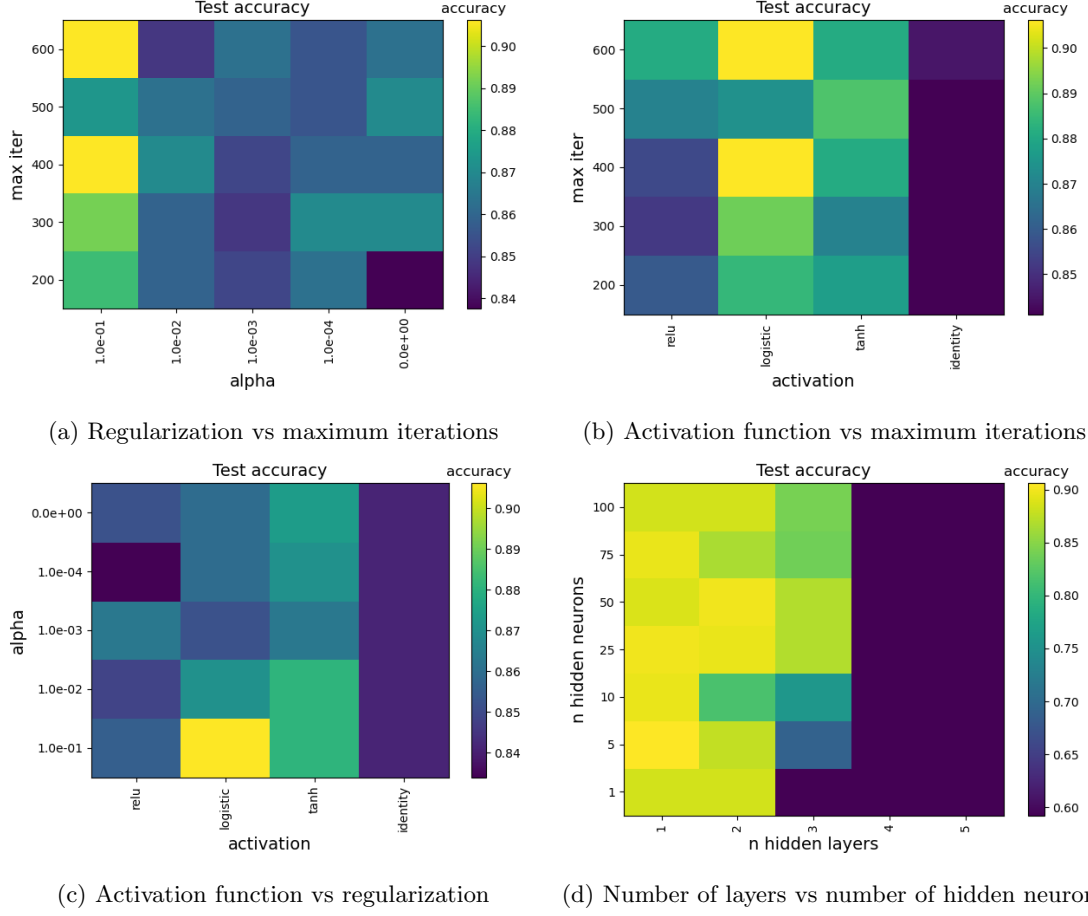 Test accuracy
accuracy
max iter
600
500
400
300
200
1.0e-01
1.0e-02
1.0e-03
1.0e-04
0.0e+00
alpha
0.90
0.89
0.88
0.87
0.86
0.85
0.84
(a) Regularization vs maximum iterations
Test accuracy
accuracy
max iter
600
500
400
300
200
relu
logistic
tanh
identity
activation
0.90
0.89
0.88
0.87
0.86
0.85
(b) Activation function vs maximum iterations
Test accuracy
accuracy
alpha
0.0e+00
1.0e-04
1.0e-03
1.0e-02
1.0e-01
relu
logistic
tanh
identity
activation
0.90
0.89
0.88
0.87
0.86
0.85
0.84
(c) Activation function vs regularization
Test accuracy
accuracy
n hidden neurons
100
75
50
25
10
5
1
1
2
3
4
5
n hidden layers
0.90
0.85
0.80
0.75
0.70
0.65
0.60
(d) Number of layers vs number of hidden neuron